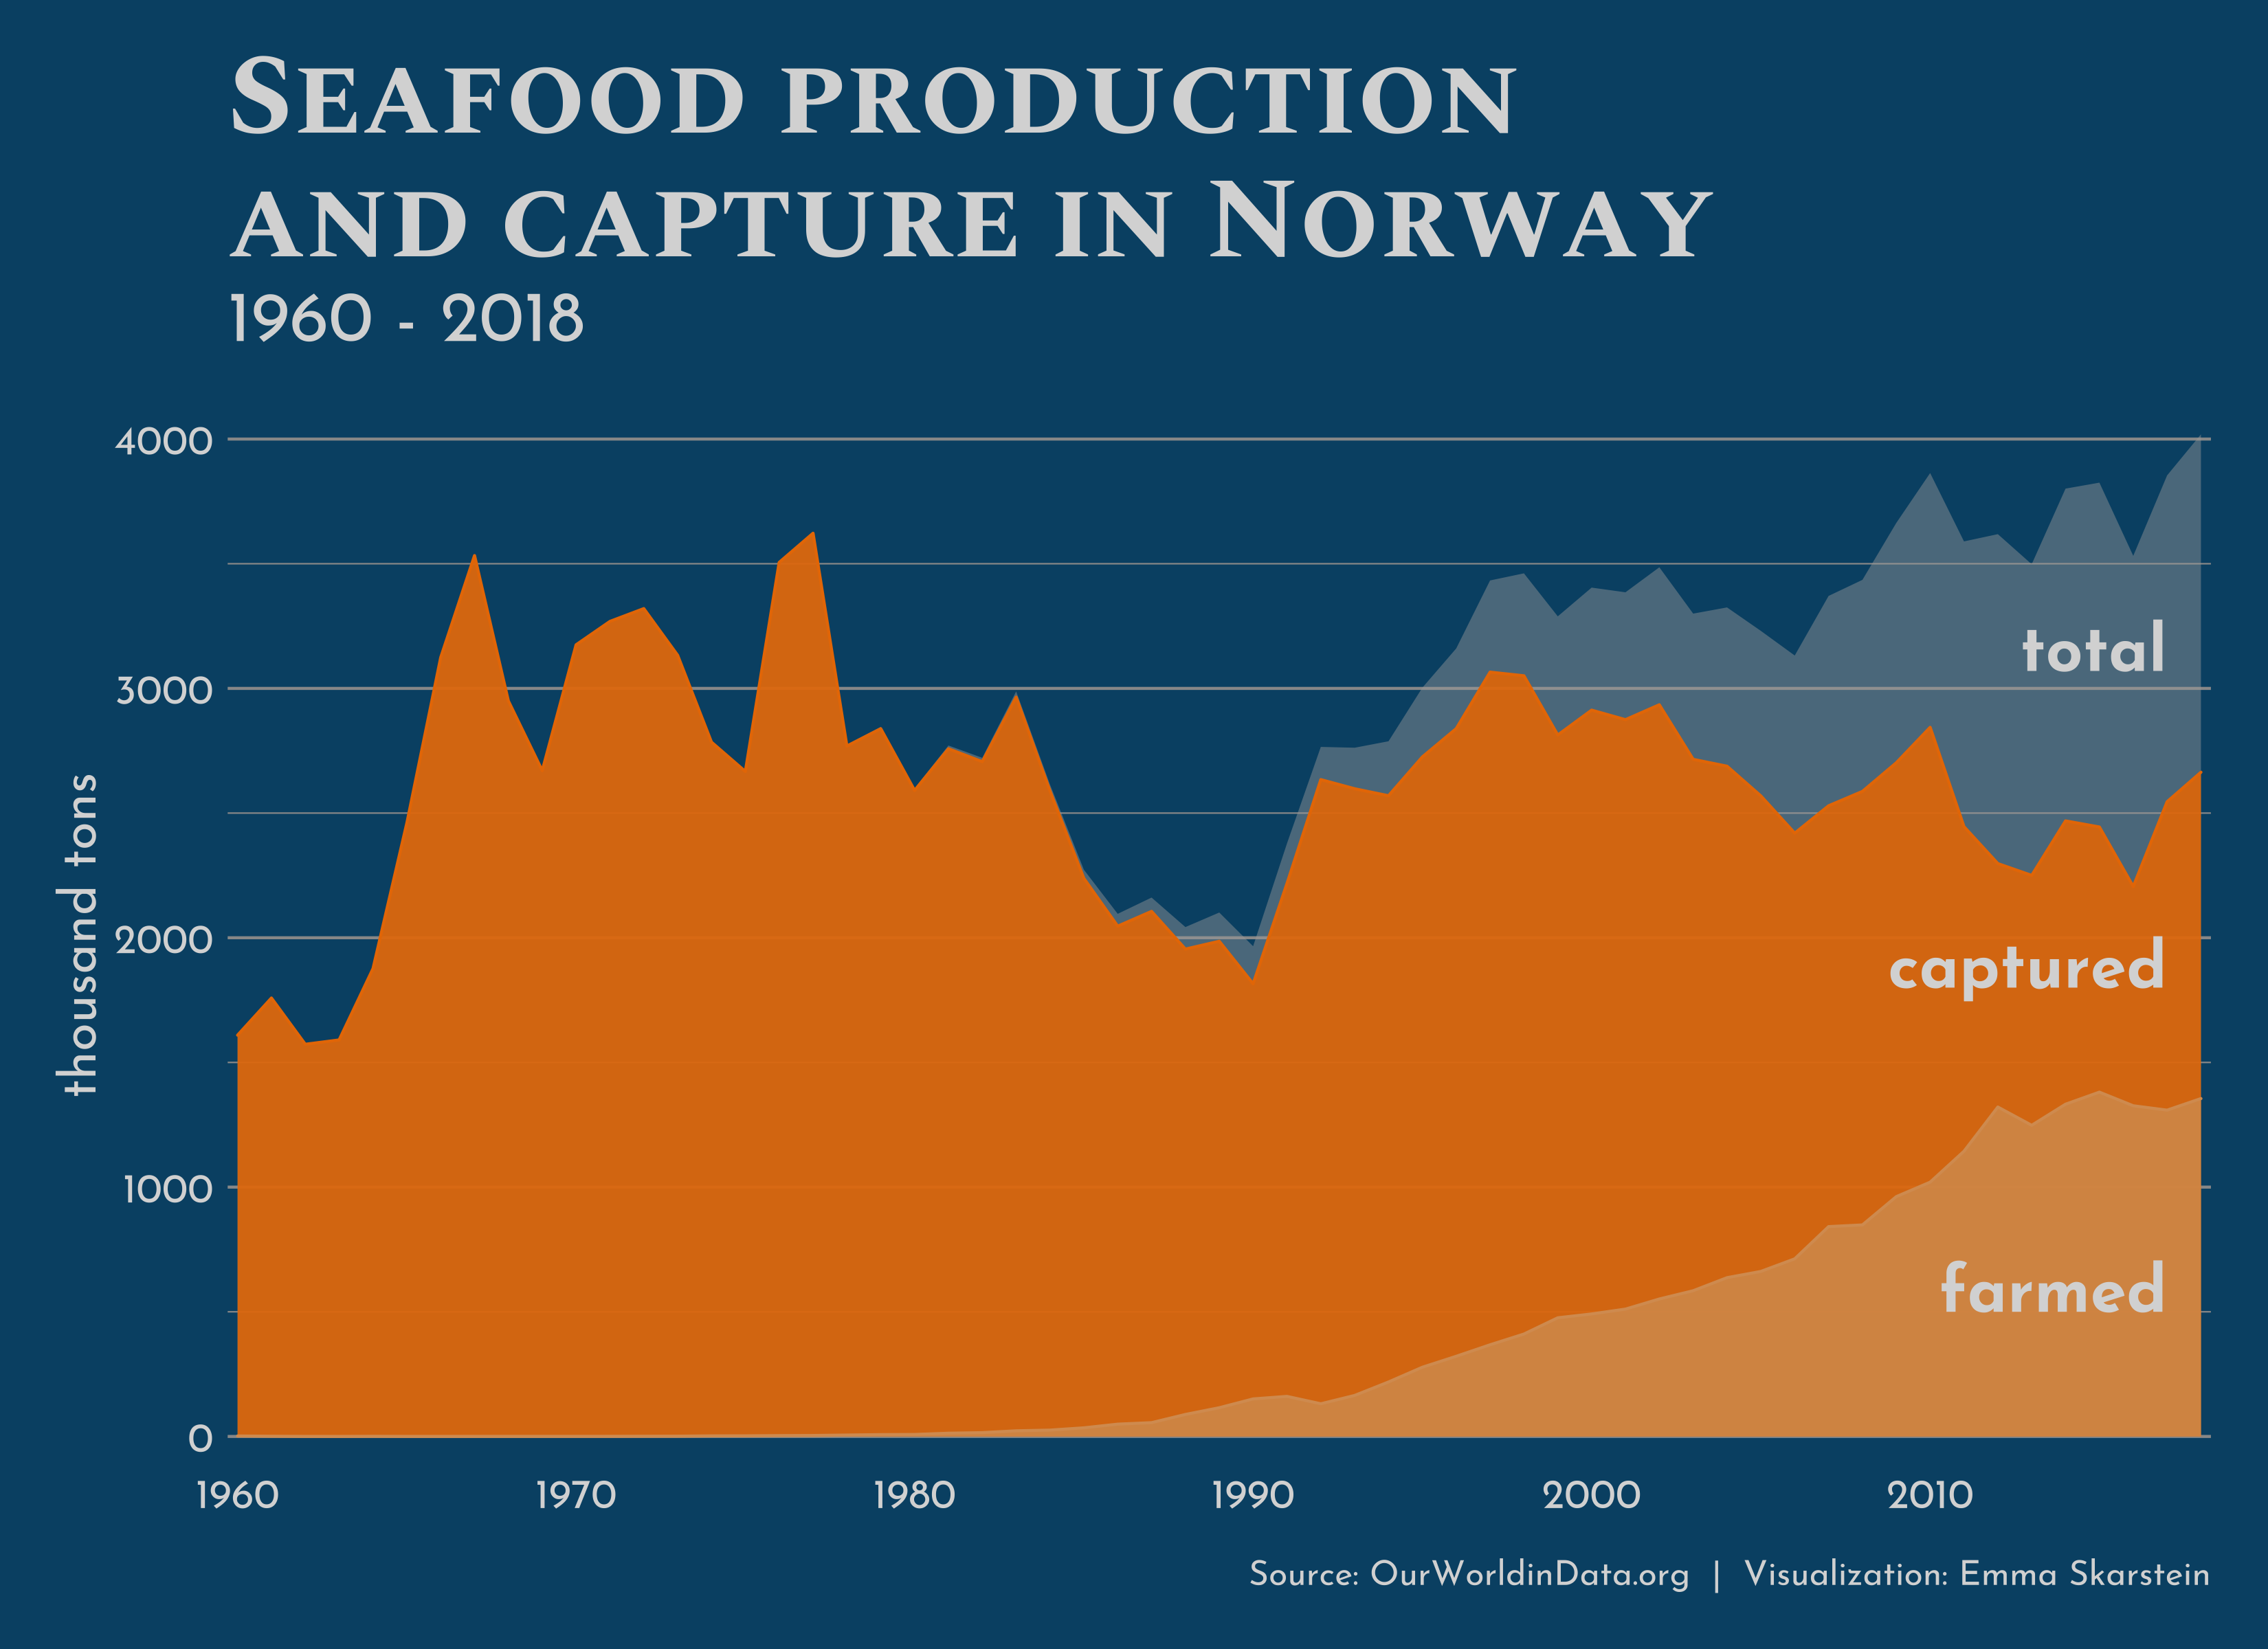 Seafood production
and capture in Norway
1960 - 2018
4000
3000
2000
1000
0
thousand tons
total
captured
farmed
1960 1970 1980 1990 2000 2010
Source: OurWorldinData.org | Visualization: Emma Skarstein